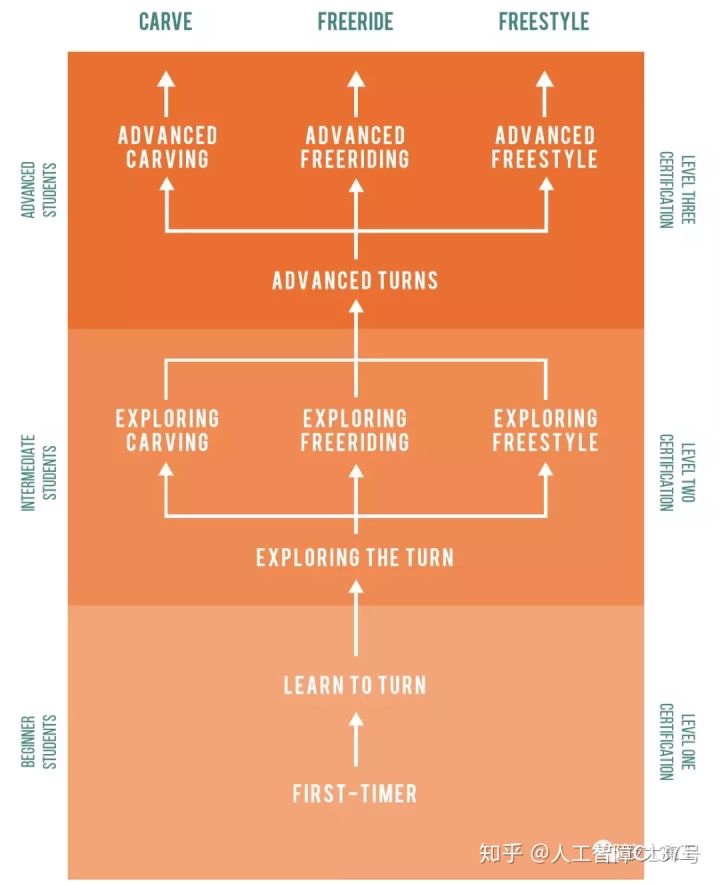 CARVE FREERIDE FREESTYLE
ADVANCED CARVING
ADVANCED FREERIDING
ADVANCED FREESTYLE
ADVANCED STUDENTS
LEVEL THREE CERTIFICATION
ADVANCED TURNS
EXPLORING CARVING
EXPLORING FREERIDING
EXPLORING FREESTYLE
INTERMEDIATE STUDENTS
LEVEL TWO CERTIFICATION
EXPLORING THE TURN
LEARN TO TURN
BEGINNER STUDENTS
LEVEL ONE CERTIFICATION
FIRST-TIMER
知乎 @人工智障